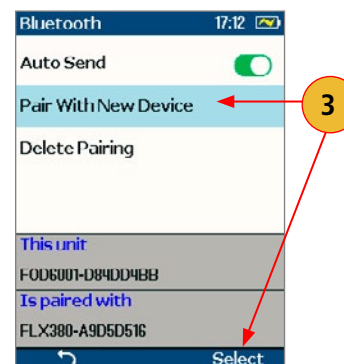 Bluetooth 17:12
Auto Send
Pair With New Device
3
Delete Pairing
This unit
FOD6001-D84DD4BB
Is paired with
FLX380-A9D5D516
Select